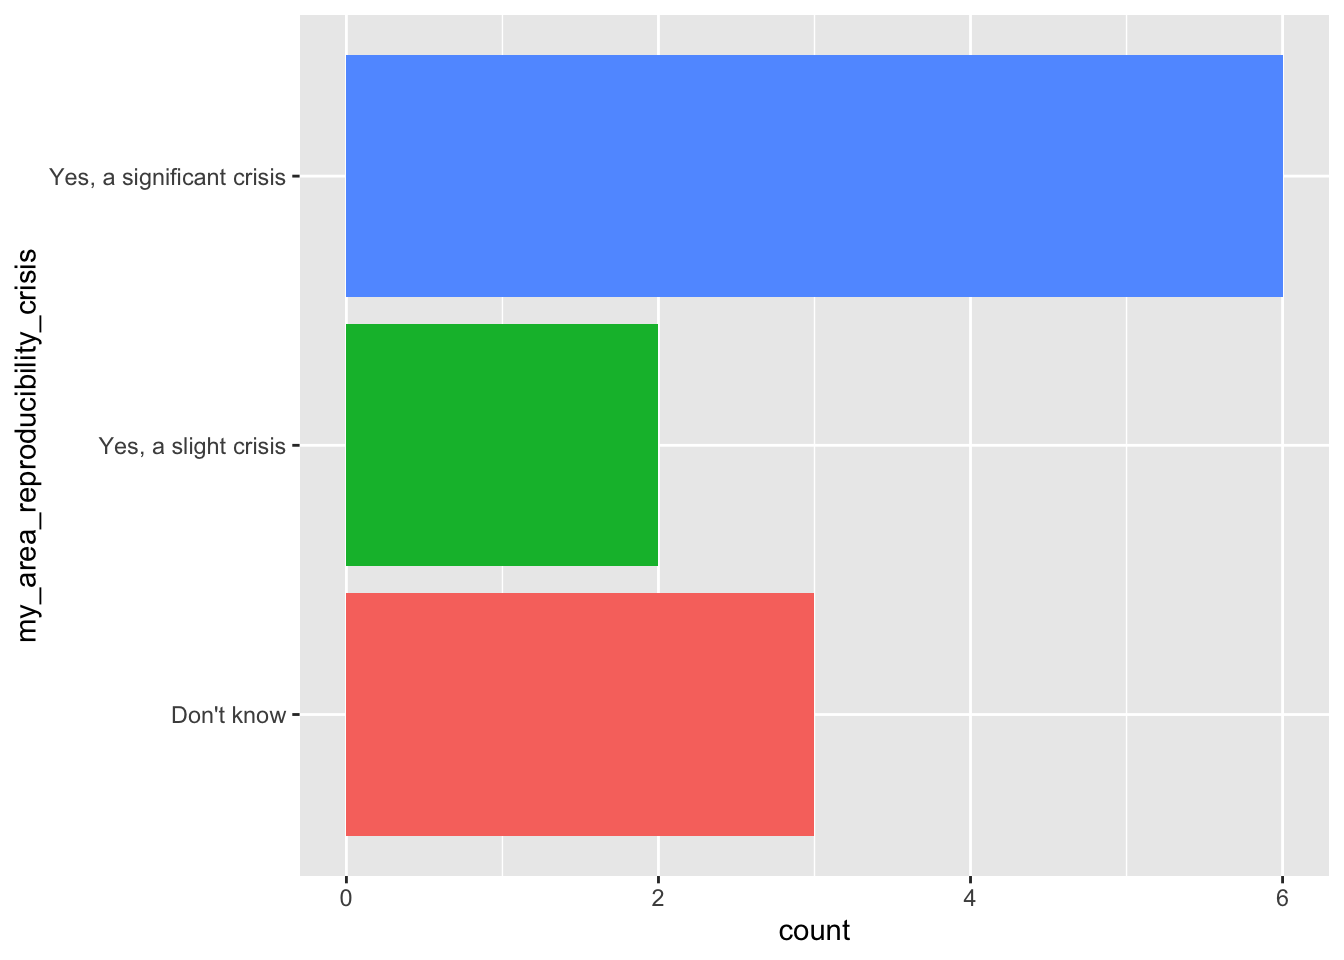 my_area_reproducibility_crisis
Yes, a significant crisis
Yes, a slight crisis
Don't know
0 2 4 6
count